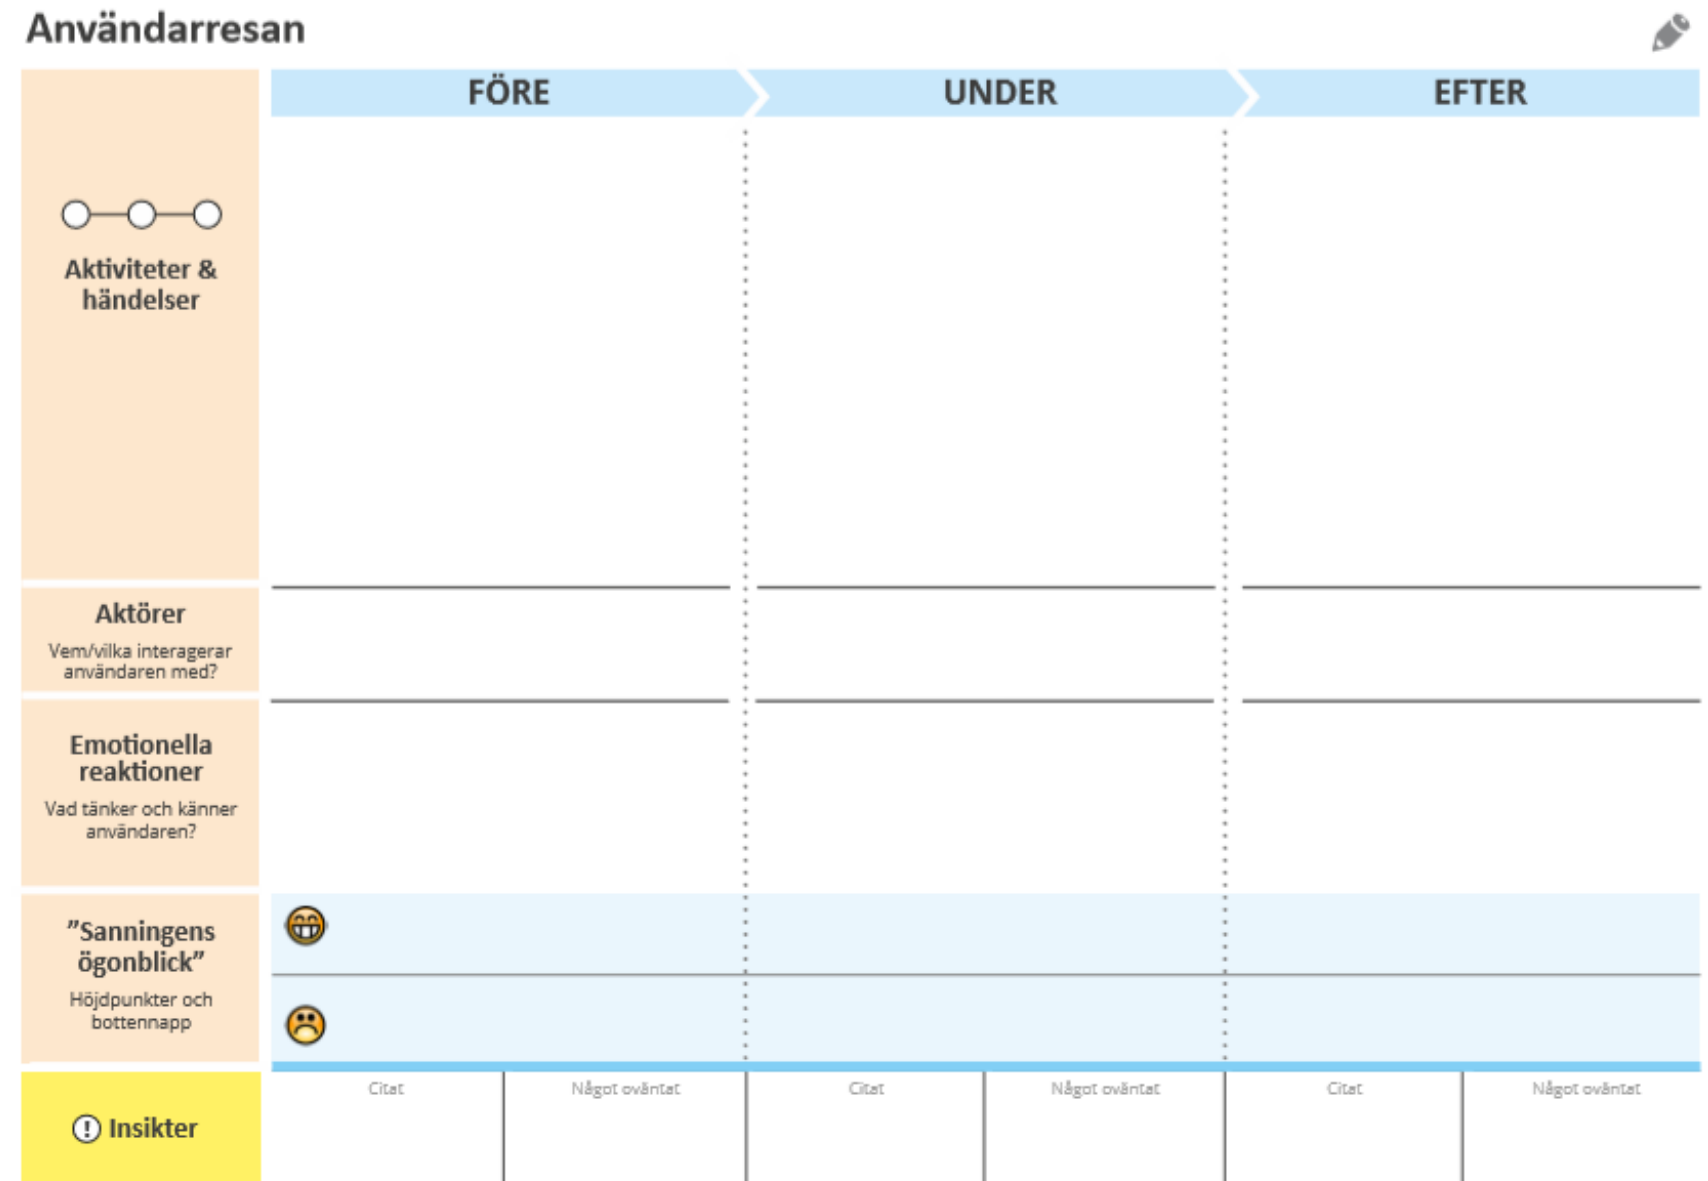 Användarresan
FÖRE
UNDER
EFTER
Aktiviteter &
händelser
Aktörer
Vem/vilka interagerar
användaren med?
Emotionella
reaktioner
Vad tänker och känner
användaren?
”Sanningens
ögonblick”
Höjdpunkter och
bottennapp
Insikter
Citat
Något oväntat
Citat
Något oväntat
Citat
Något oväntat